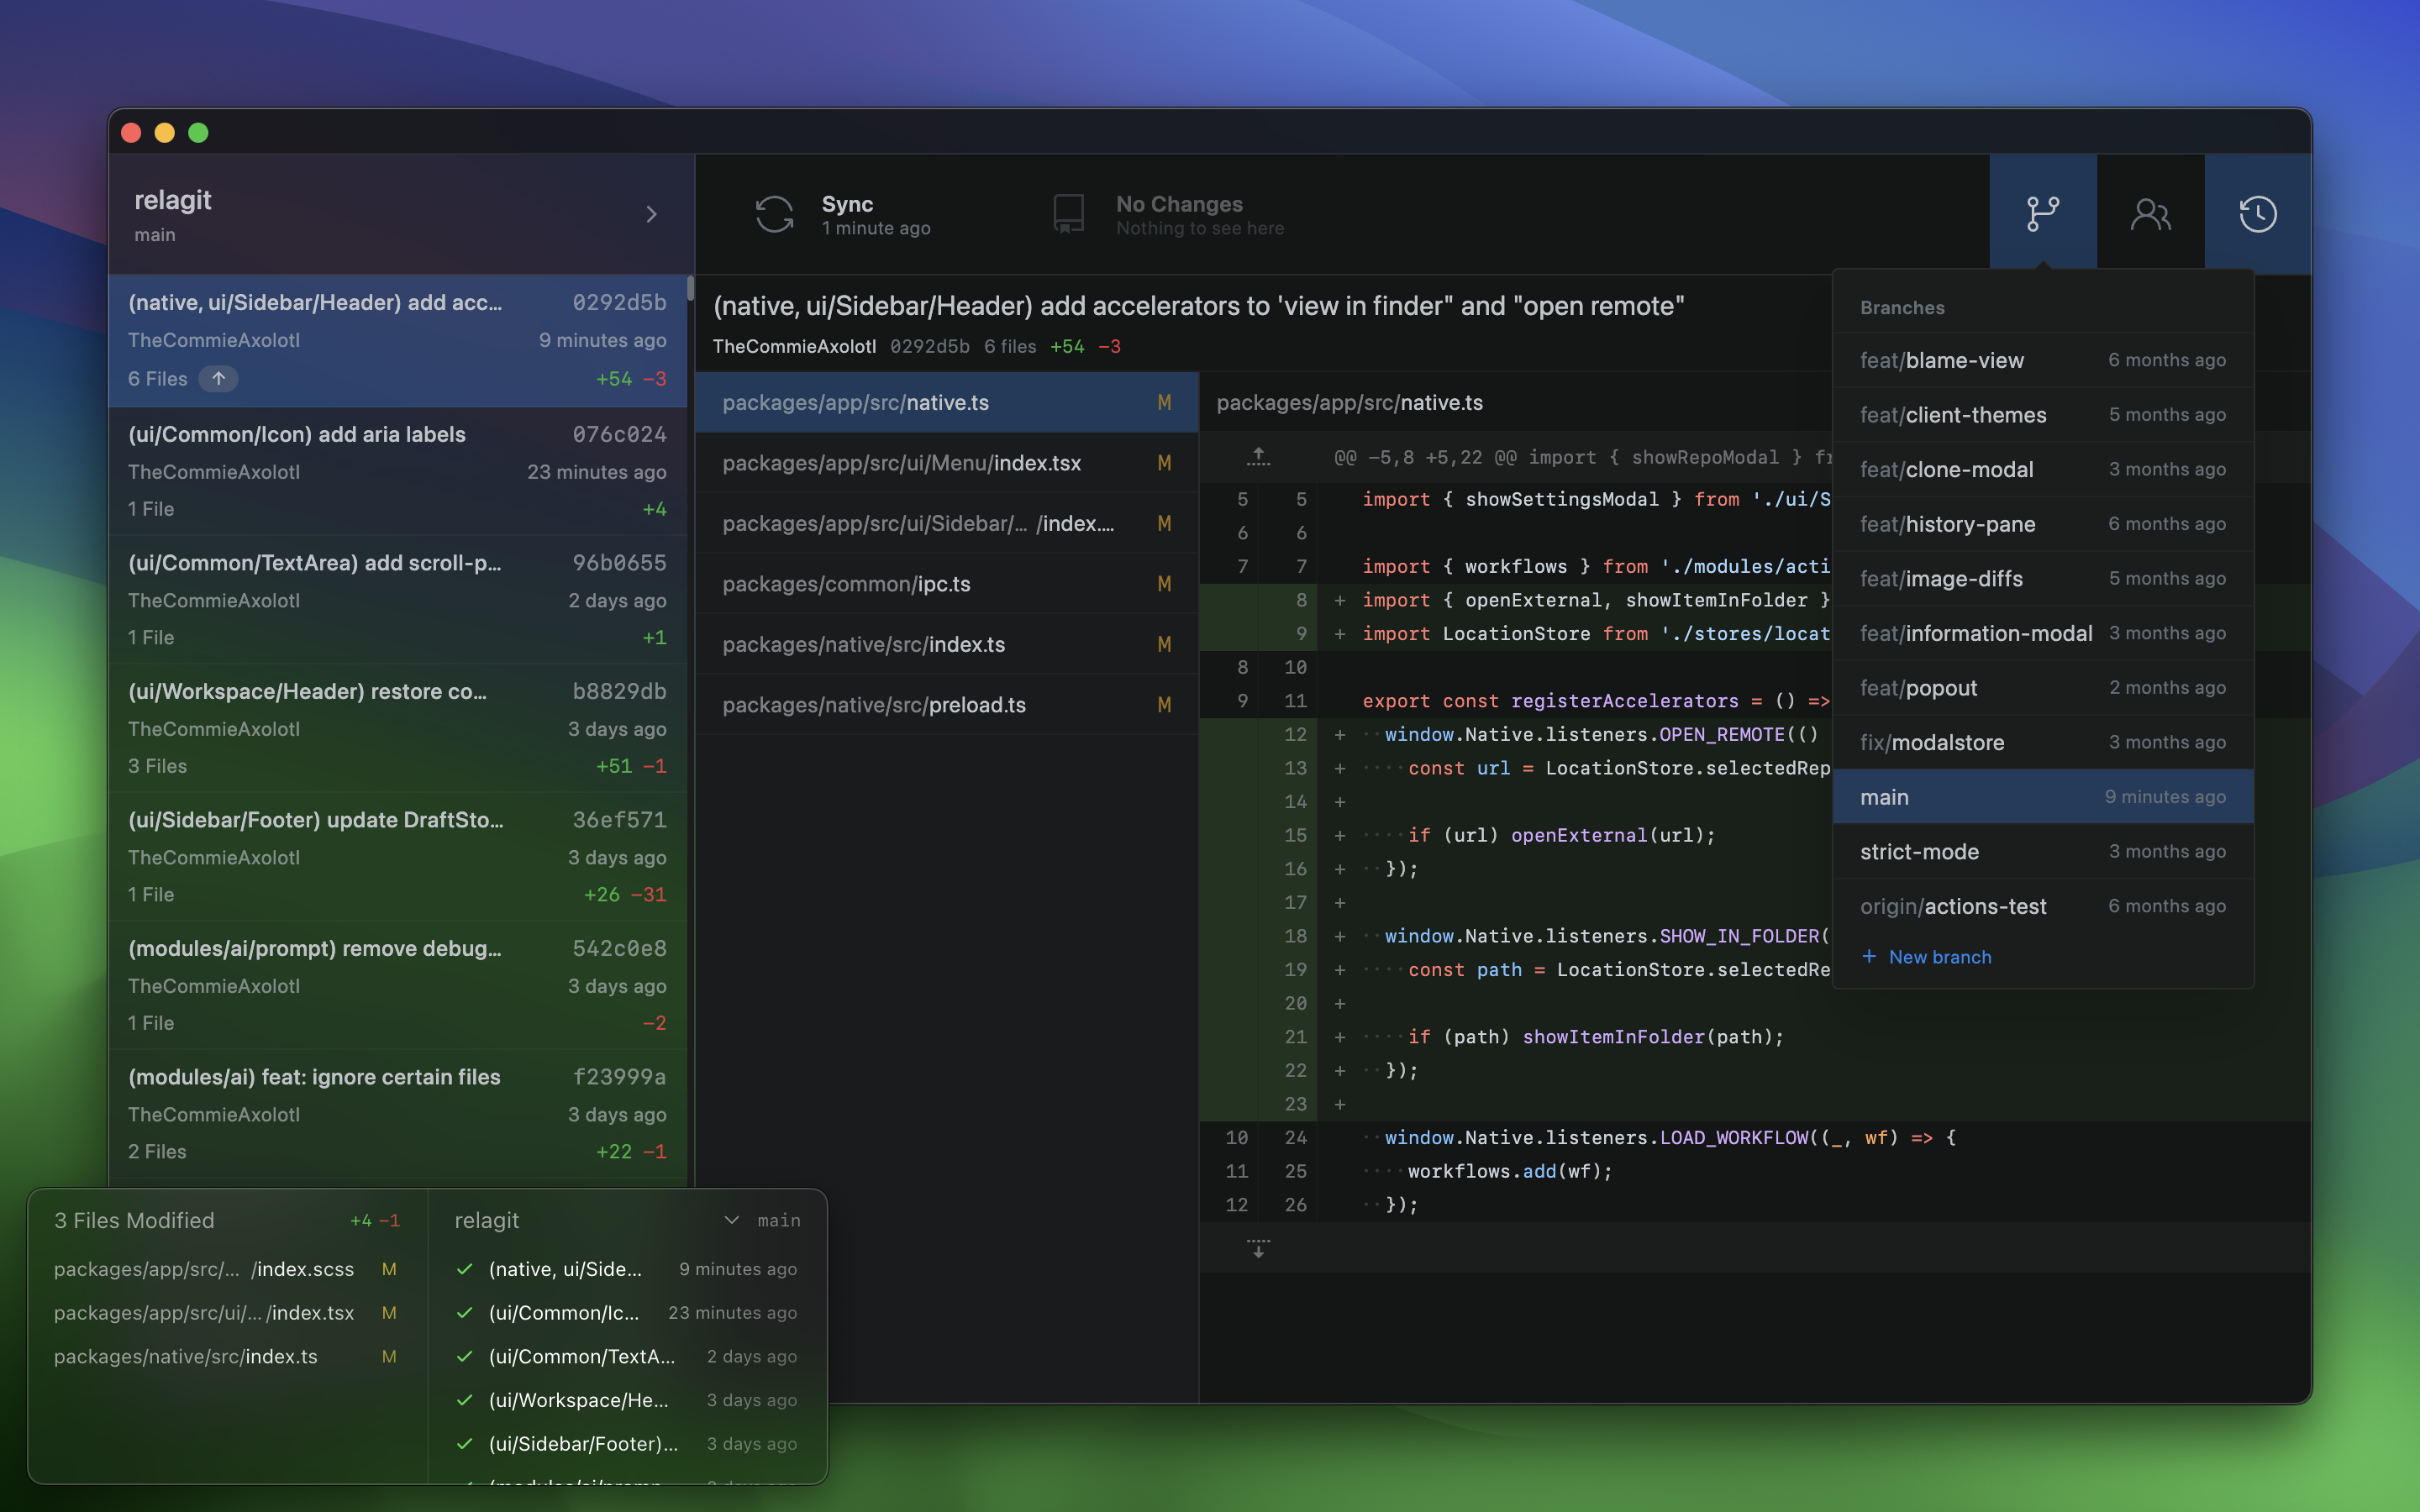 relagit
main
Sync
1 minute ago
No Changes
Nothing to see here
(native, ui/Sidebar/Header) add acc... 0292d5b
TheCommieAxolotl 9 minutes ago
6 Files +54 −3
(ui/Common/Icon) add aria labels 076c024
TheCommieAxolotl 23 minutes ago
1 File +4
(ui/Common/TextArea) add scroll-p... 96b0655
TheCommieAxolotl 2 days ago
1 File +1
(ui/Workspace/Header) restore co... b8829db
TheCommieAxolotl 3 days ago
3 Files +51 −1
(ui/Sidebar/Footer) update DraftSto... 36ef571
TheCommieAxolotl 3 days ago
1 File +26 −31
(modules/ai/prompt) remove debug... 542c0e8
TheCommieAxolotl 3 days ago
1 File −2
(modules/ai) feat: ignore certain files f23999a
TheCommieAxolotl 3 days ago
2 Files +22 −1
(native, ui/Sidebar/Header) add accelerators to 'view in finder" and "open remote"
TheCommieAxolotl 0292d5b 6 files +54 −3
packages/app/src/native.ts M
packages/app/src/ui/Menu/index.tsx M
packages/app/src/ui/Sidebar/... /index.... M
packages/common/ipc.ts M
packages/native/src/index.ts M
packages/native/src/preload.ts M
packages/app/src/native.ts
@@ −5,8 +5,22 @@ import { showRepoModal }
5 5 import { showSettingsModal } from './ui/S
6 6
7 7 import { workflows } from './modules/acti
8 + import { openExternal, showItemInFolder }
9 + import LocationStore from './stores/locat
8 10
9 11 export const registerAccelerators = () =>
12 + ··window.Native.listeners.OPEN_REMOTE(()
13 + ····const url = LocationStore.selectedRep
14 +
15 + ····if (url) openExternal(url);
16 + ··});
17 +
18 + ··window.Native.listeners.SHOW_IN_FOLDER(
19 + ····const path = LocationStore.selectedRe
20 +
21 + ····if (path) showItemInFolder(path);
22 + ··});
23 +
10 24 ··window.Native.listeners.LOAD_WORKFLOW((_, wf) => {
11 25 ····workflows.add(wf);
12 26 ··});
Branches
feat/blame-view 6 months ago
feat/client-themes 5 months ago
feat/clone-modal 3 months ago
feat/history-pane 6 months ago
feat/image-diffs 5 months ago
feat/information-modal 3 months ago
feat/popout 2 months ago
fix/modalstore 3 months ago
main 9 minutes ago
strict-mode 3 months ago
origin/actions-test 6 months ago
+ New branch
3 Files Modified +4 −1
packages/app/src/... /index.scss M
packages/app/src/ui/... /index.tsx M
packages/native/src/index.ts M
relagit main
(native, ui/Side... 9 minutes ago
(ui/Common/Ic... 23 minutes ago
(ui/Common/TextA... 2 days ago
(ui/Workspace/He... 3 days ago
(ui/Sidebar/Footer)... 3 days ago